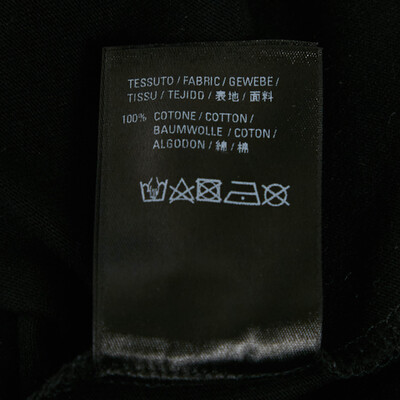 TESSUTO / FABRIC / GEWEBE /
TISSU / TEJIDO / 表地 / 面料
100% COTONE / COTTON /
BAUMWOLLE / COTON /
ALGODON / 綿 / 棉